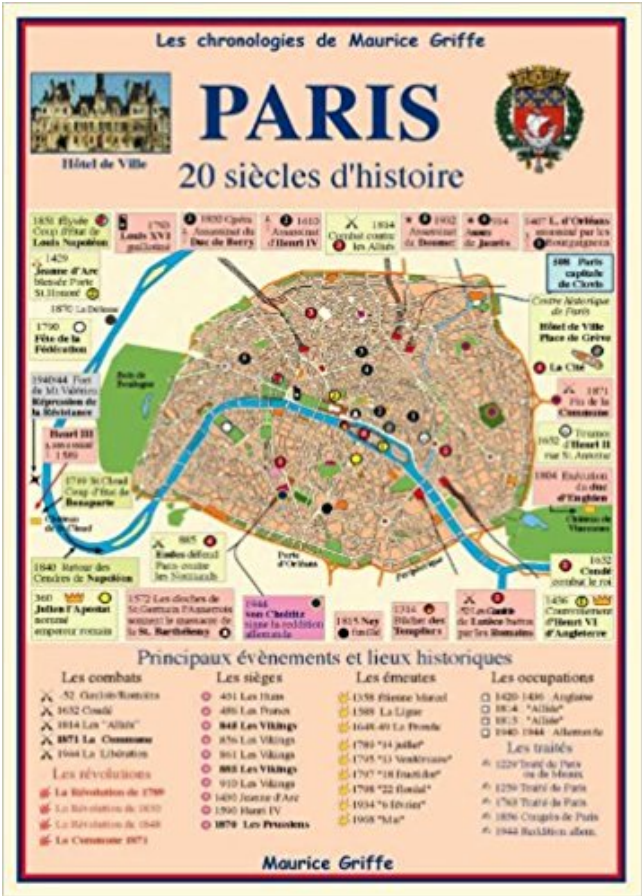 Les chronologies de Maurice Griffe
PARIS
Hôtel de Ville
20 siècles d'histoire
1851 Élysée
Coup d'État de
Louis Napoléon
1793
Louis XVI
guillotiné
Opéra
Assassinat du
Duc de Berry
1610
Assassinat
d'Henri IV
1814
Combat contre
les Alliés
1932
Assassinat
de Doumer
1914
de Jaurès
1407 L. d'Orléans
assassiné par les
Bourguignons
1429
Jeanne d'Arc
blessée Porte
St.Honoré
508 Paris
capitale
de Clovis
1870 La Défense
Centre historique
de Paris
1790
Fête de la
Fédération
Hôtel de Ville
Place de Grève
La Cité
Bois de
Boulogne
1940/44 Fort
du Mt Valérien
Répression de
la Résistance
1871
Fin de la
Commune
Henri III
1589
Tournoi
d'Henri II
rue St. Antoine
1799 St Cloud
Coup d'État de
Bonaparte
1804 Exécution
du duc
d'Enghien
Château
Château de
Vincennes
885
Eudes défend
Paris contre
les Normands
Porte
d'Orléans
Périphérique
1840 Retour des
Cendres de Napoléon
1652
Condé
combat le roi
360
Julien l'Apostat
nommé
empereur romain
1572 Les cloches de
St Germain l'Auxerrois
sonnent le massacre de
la St. Barthélemy
1944
von Choltitz
signe la reddition
allemande
1815 Ney
fusillé
1314
Bûcher des
Templiers
-52 Les Gaulois
de Lutèce battus
par les Romains
1436
Couronnement
d'Henri VI
d'Angleterre
Principaux évènements et lieux historiques
Les combats
-52 Gaulois/Romains
1652 Condé
1814 Les "Alliés"
1871 La Commune
1944 La Libération
Les révolutions
La Révolution de 1789
La Révolution de 1830
La Révolution de 1848
La Commune 1871
Les sièges
451 Les Huns
486 Les Francs
845 Les Vikings
856 Les Vikings
861 Les Vikings
885 Les Vikings
910 Les Vikings
Jeanne d'Arc
1590 Henri IV
1870 Les Prussiens
Les émeutes
1358 Étienne Marcel
1588 La Ligue
1648-49 La Fronde
1789 "14 juillet"
1795 "13 Vendémiaire"
1797 "18 fructidor"
1798 "22 floréal"
1934 "6 février"
1968 "Mai"
Les occupations
1420-1436 Anglaise
1814 "Alliée"
1815 "Alliée"
1940-1944 Allemande
Les traités
1229 Traité de Paris
ou de Meaux
1259 Traité de Paris
1763 Traité de Paris
1856 Congrès de Paris
1944 Reddition allem.
Maurice Griffe